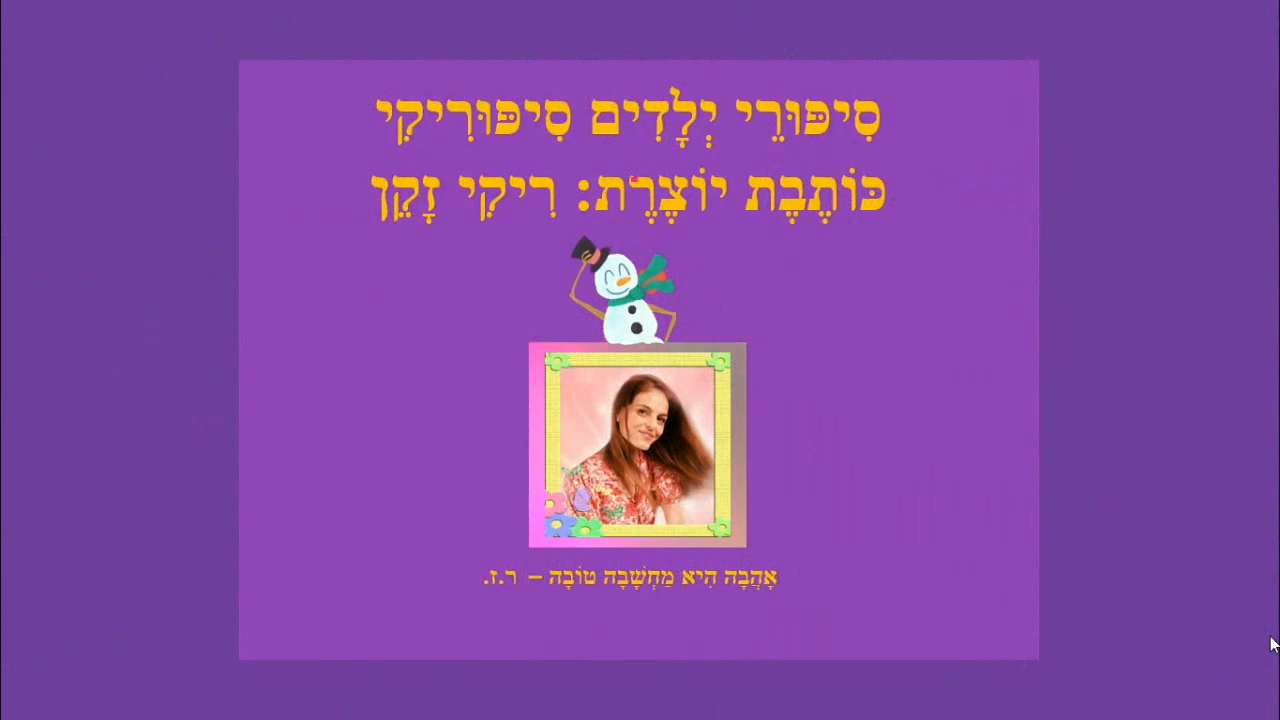 סִיפּוּרֵי יְלָדִים סִיפּוּרִיקִי
כּוֹתֶבֶת יוֹצֶרֶת: רִיקִי זָקֵן
אָהֲבָה הִיא מַחְשָׁבָה טוֹבָה – ר.ז.